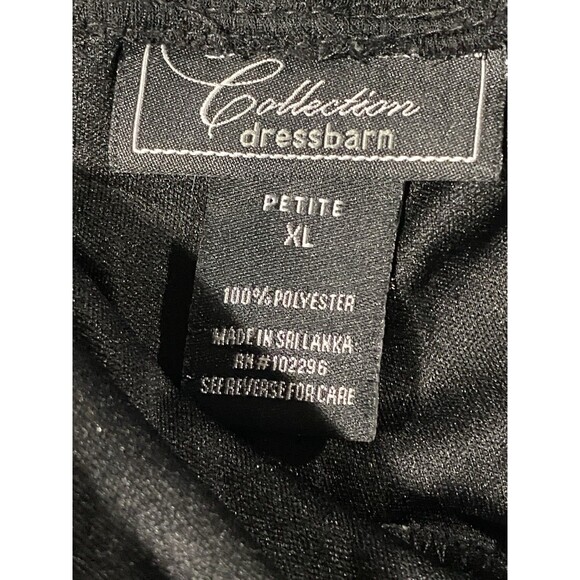 Collection
dressbarn
PETITE
XL
100% POLYESTER
MADE IN SRI LANKA
RN #102296
SEE REVERSE FOR CARE